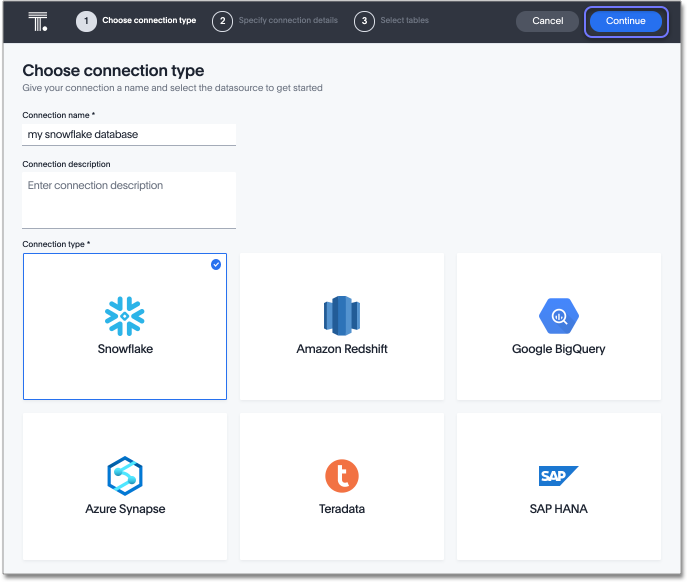 T.
1 Choose connection type 2 Specify connection details 3 Select tables Cancel Continue
Choose connection type
Give your connection a name and select the datasource to get started
Connection name *
my snowflake database
Connection description
Enter connection description
Connection type *
Snowflake
Amazon Redshift
Google BigQuery
Azure Synapse
t
Teradata
SAP
SAP HANA